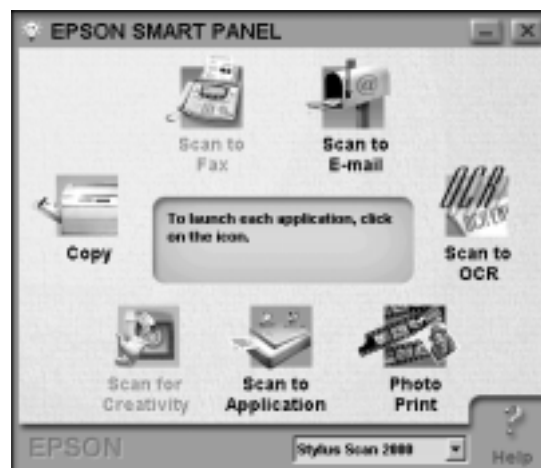 EPSON SMART PANEL
Scan to
Fax
Scan to
E-mail
Copy
To launch each application, click
on the icon.
OCR
Scan to
OCR
Scan for
Creativity
Scan to
Application
Photo
Print
EPSON
Stylus Scan 2000
Help